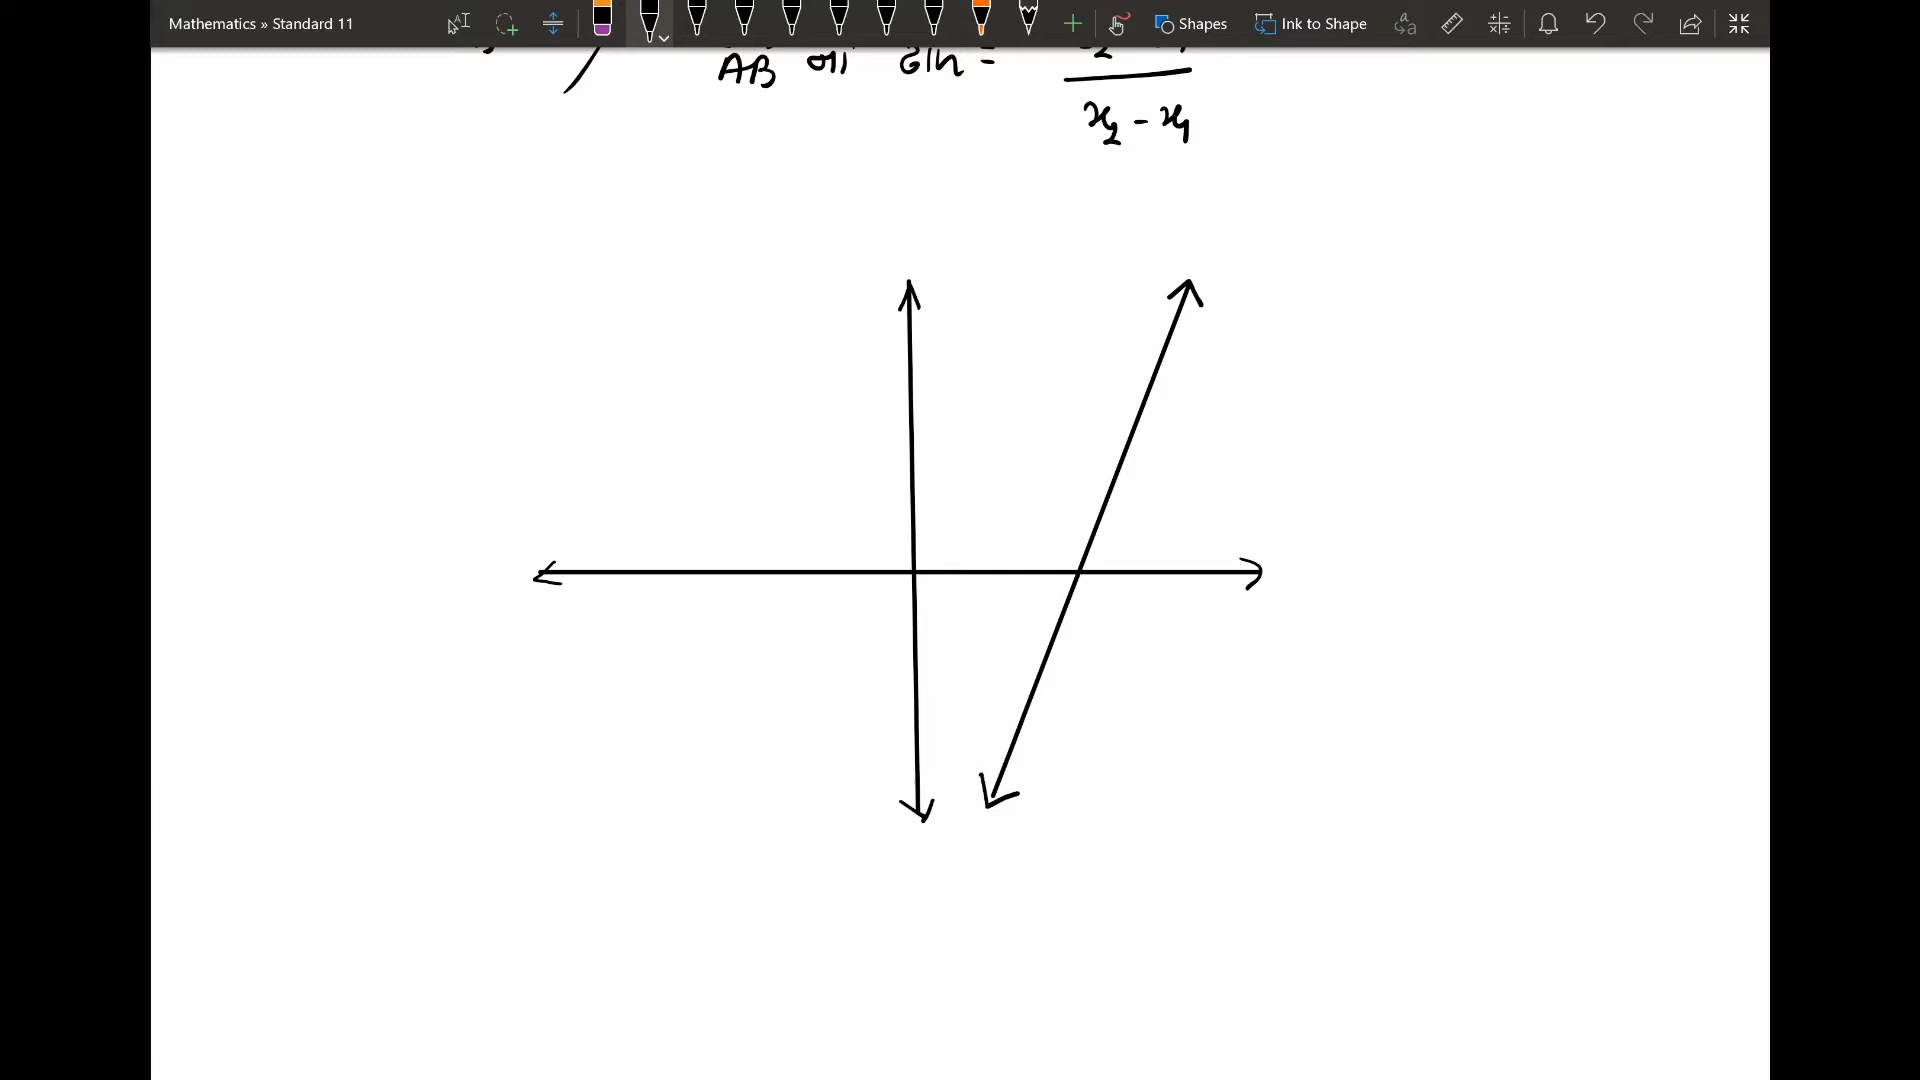 Mathematics » Standard 11
Shapes
Ink to Shape
AB નો ઢાળ =
x₂ - x₁